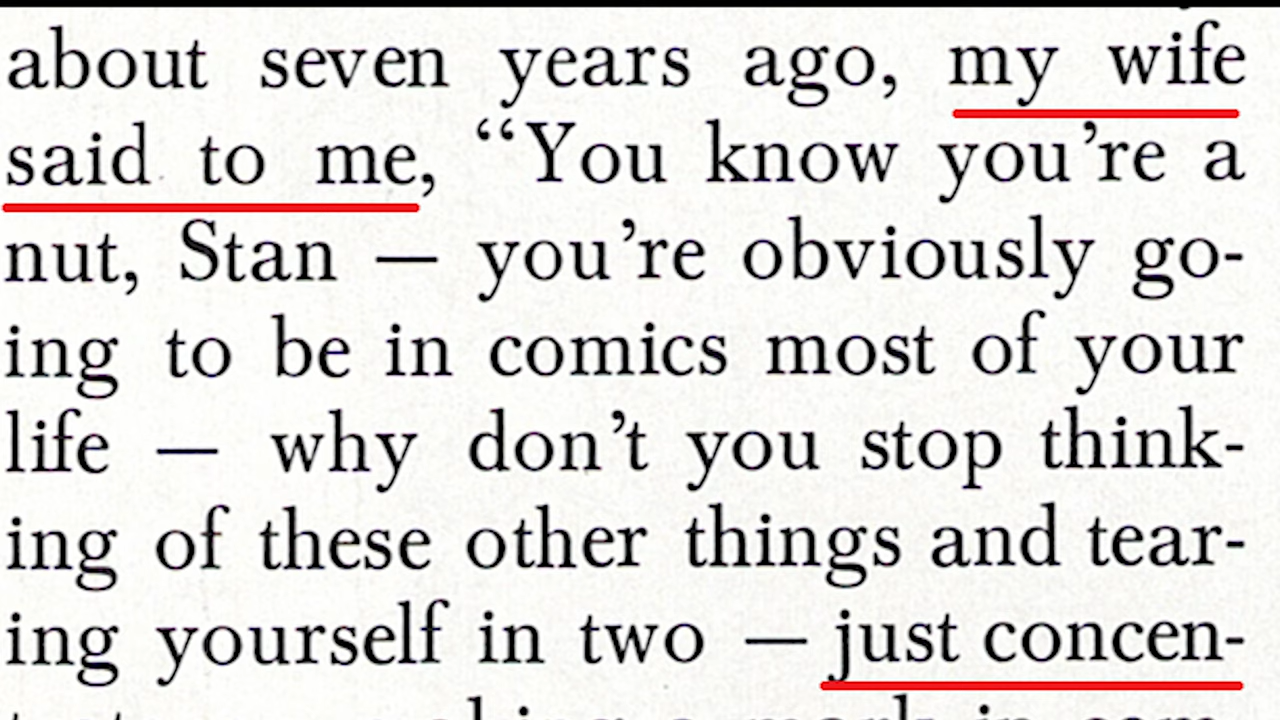 about seven years ago, my wife
said to me, “You know you’re a
nut, Stan — you’re obviously go-
ing to be in comics most of your
life — why don’t you stop think-
ing of these other things and tear-
ing yourself in two — just concen-